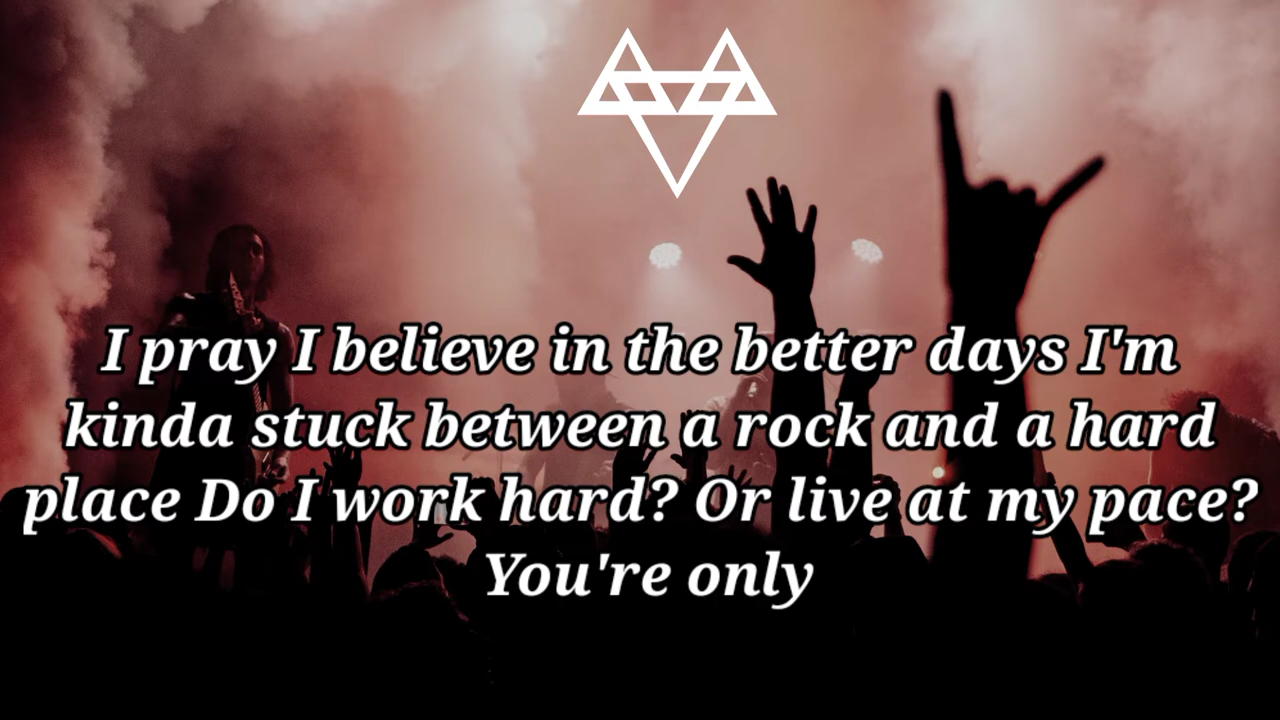 I pray I believe in the better days I'm
kinda stuck between a rock and a hard
place Do I work hard? Or live at my pace?
You're only